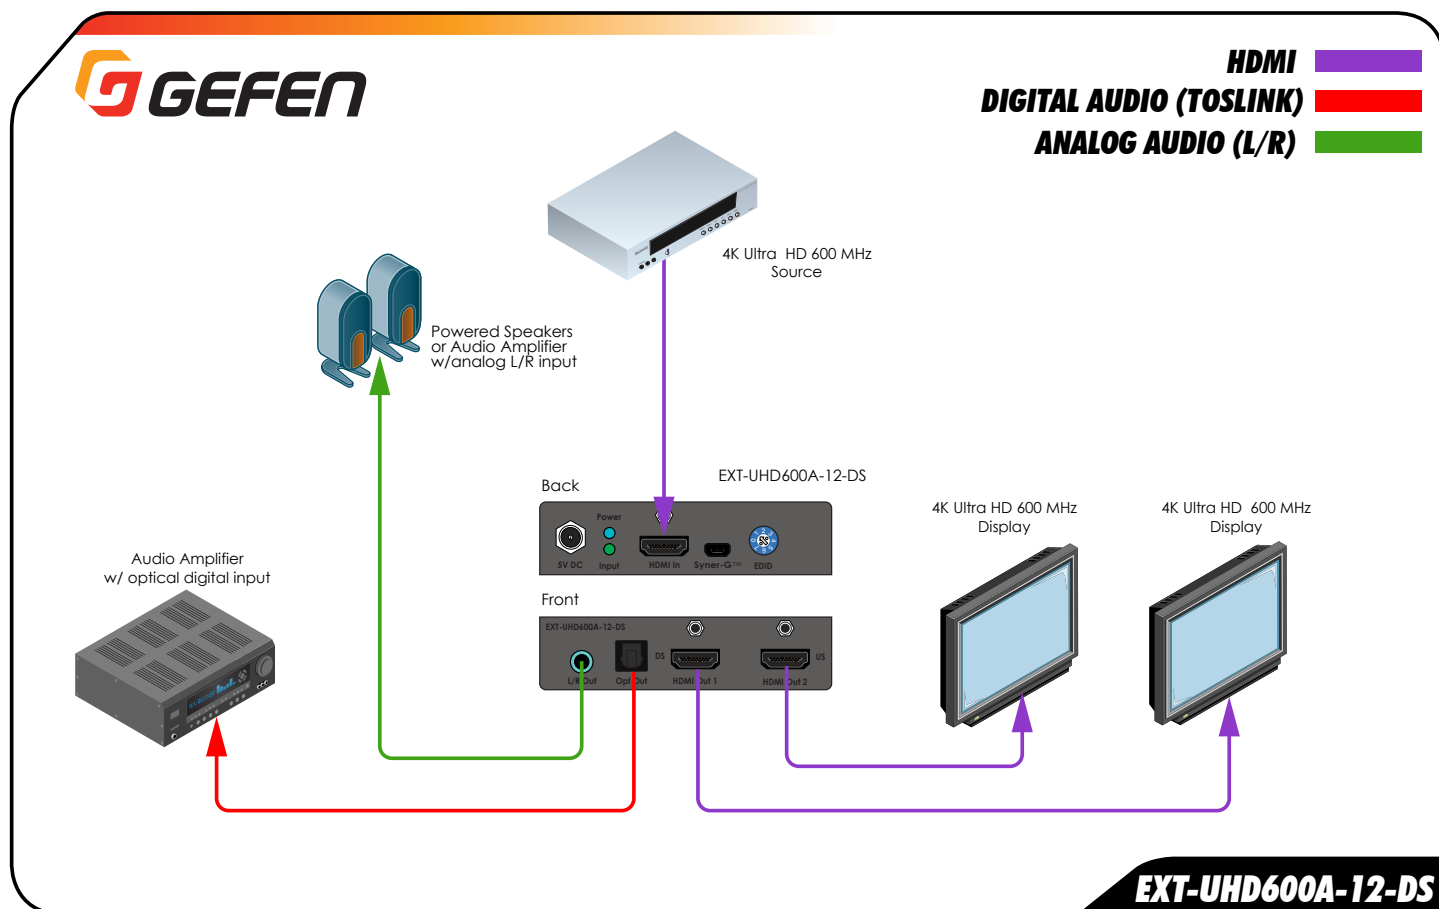 GEFEN
HDMI
DIGITAL AUDIO (TOSLINK)
ANALOG AUDIO (L/R)
4K Ultra HD 600 MHz
Source
Powered Speakers
or Audio Amplifier
w/analog L/R input
Back
EXT-UHD600A-12-DS
Power
5V DC
Input
HDMI In
Syner-G™
EDID
4K Ultra HD 600 MHz
Display
4K Ultra HD 600 MHz
Display
Audio Amplifier
w/ optical digital input
Front
EXT-UHD600A-12-DS
DS
US
L/R Out
Opt Out
HDMI Out 1
HDMI Out 2
EXT-UHD600A-12-DS